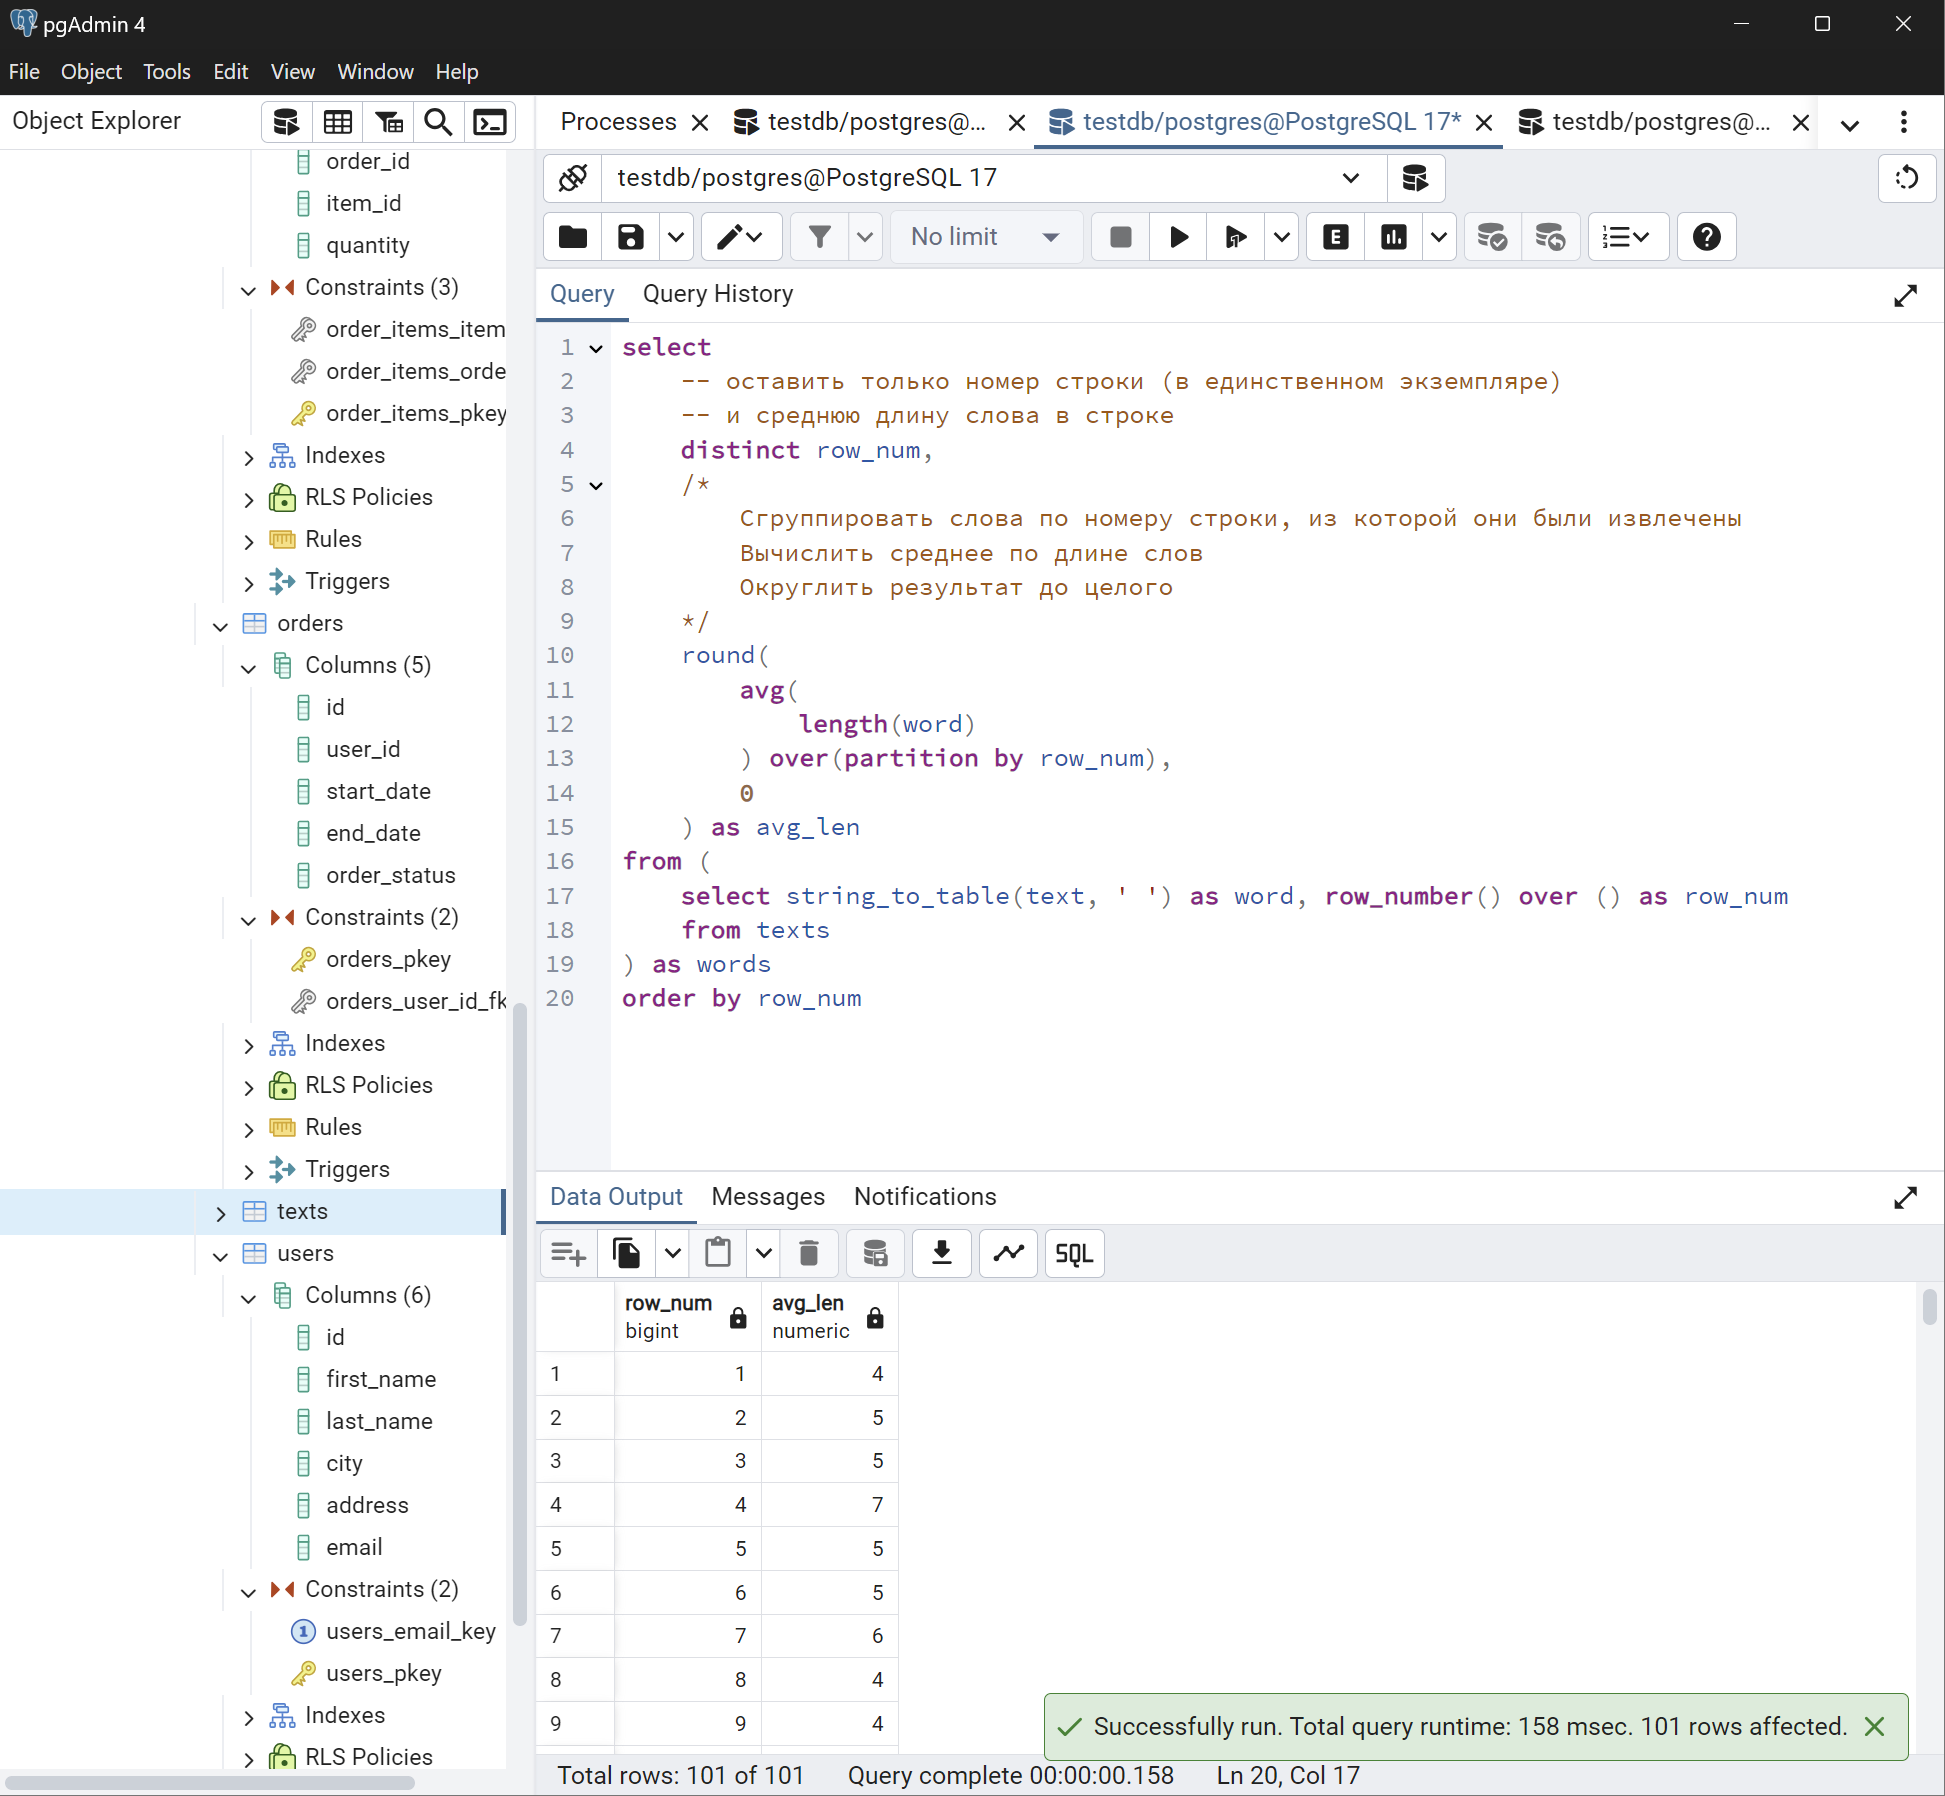 pgAdmin 4
File Object Tools Edit View Window Help
Object Explorer
order_id
item_id
quantity
Constraints (3)
order_items_item
order_items_orde
order_items_pkey
Indexes
RLS Policies
Rules
Triggers
orders
Columns (5)
id
user_id
start_date
end_date
order_status
Constraints (2)
orders_pkey
orders_user_id_fk
Indexes
RLS Policies
Rules
Triggers
texts
users
Columns (6)
id
first_name
last_name
city
address
email
Constraints (2)
users_email_key
users_pkey
Indexes
RLS Policies
Processes testdb/postgres@... testdb/postgres@PostgreSQL 17* testdb/postgres@...
testdb/postgres@PostgreSQL 17
No limit E
Query Query History
1 select
2 -- оставить только номер строки (в единственном экземпляре)
3 -- и среднюю длину слова в строке
4 distinct row_num,
5 /*
6 Сгруппировать слова по номеру строки, из которой они были извлечены
7 Вычислить среднее по длине слов
8 Округлить результат до целого
9 */
10 round(
11 avg(
12 length(word)
13 ) over(partition by row_num),
14 0
15 ) as avg_len
16 from (
17 select string_to_table(text, ' ') as word, row_number() over () as row_num
18 from texts
19 ) as words
20 order by row_num
Data Output Messages Notifications
SQL
row_num bigint avg_len numeric
1 1 4
2 2 5
3 3 5
4 4 7
5 5 5
6 6 5
7 7 6
8 8 4
9 9 4
Successfully run. Total query runtime: 158 msec. 101 rows affected.
Total rows: 101 of 101 Query complete 00:00:00.158 Ln 20, Col 17